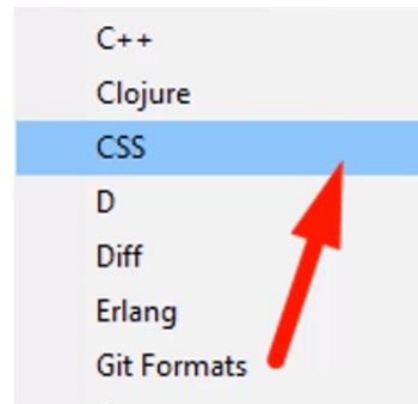 C++
Clojure
CSS
D
Diff
Erlang
Git Formats